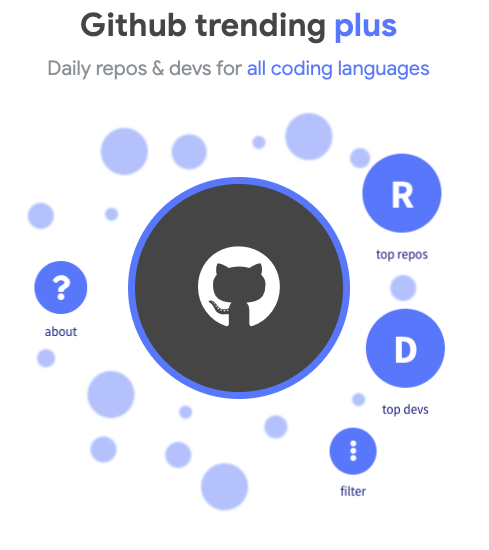 Github trending plus
Daily repos & devs for all coding languages
R
top repos
?
about
D
top devs
filter